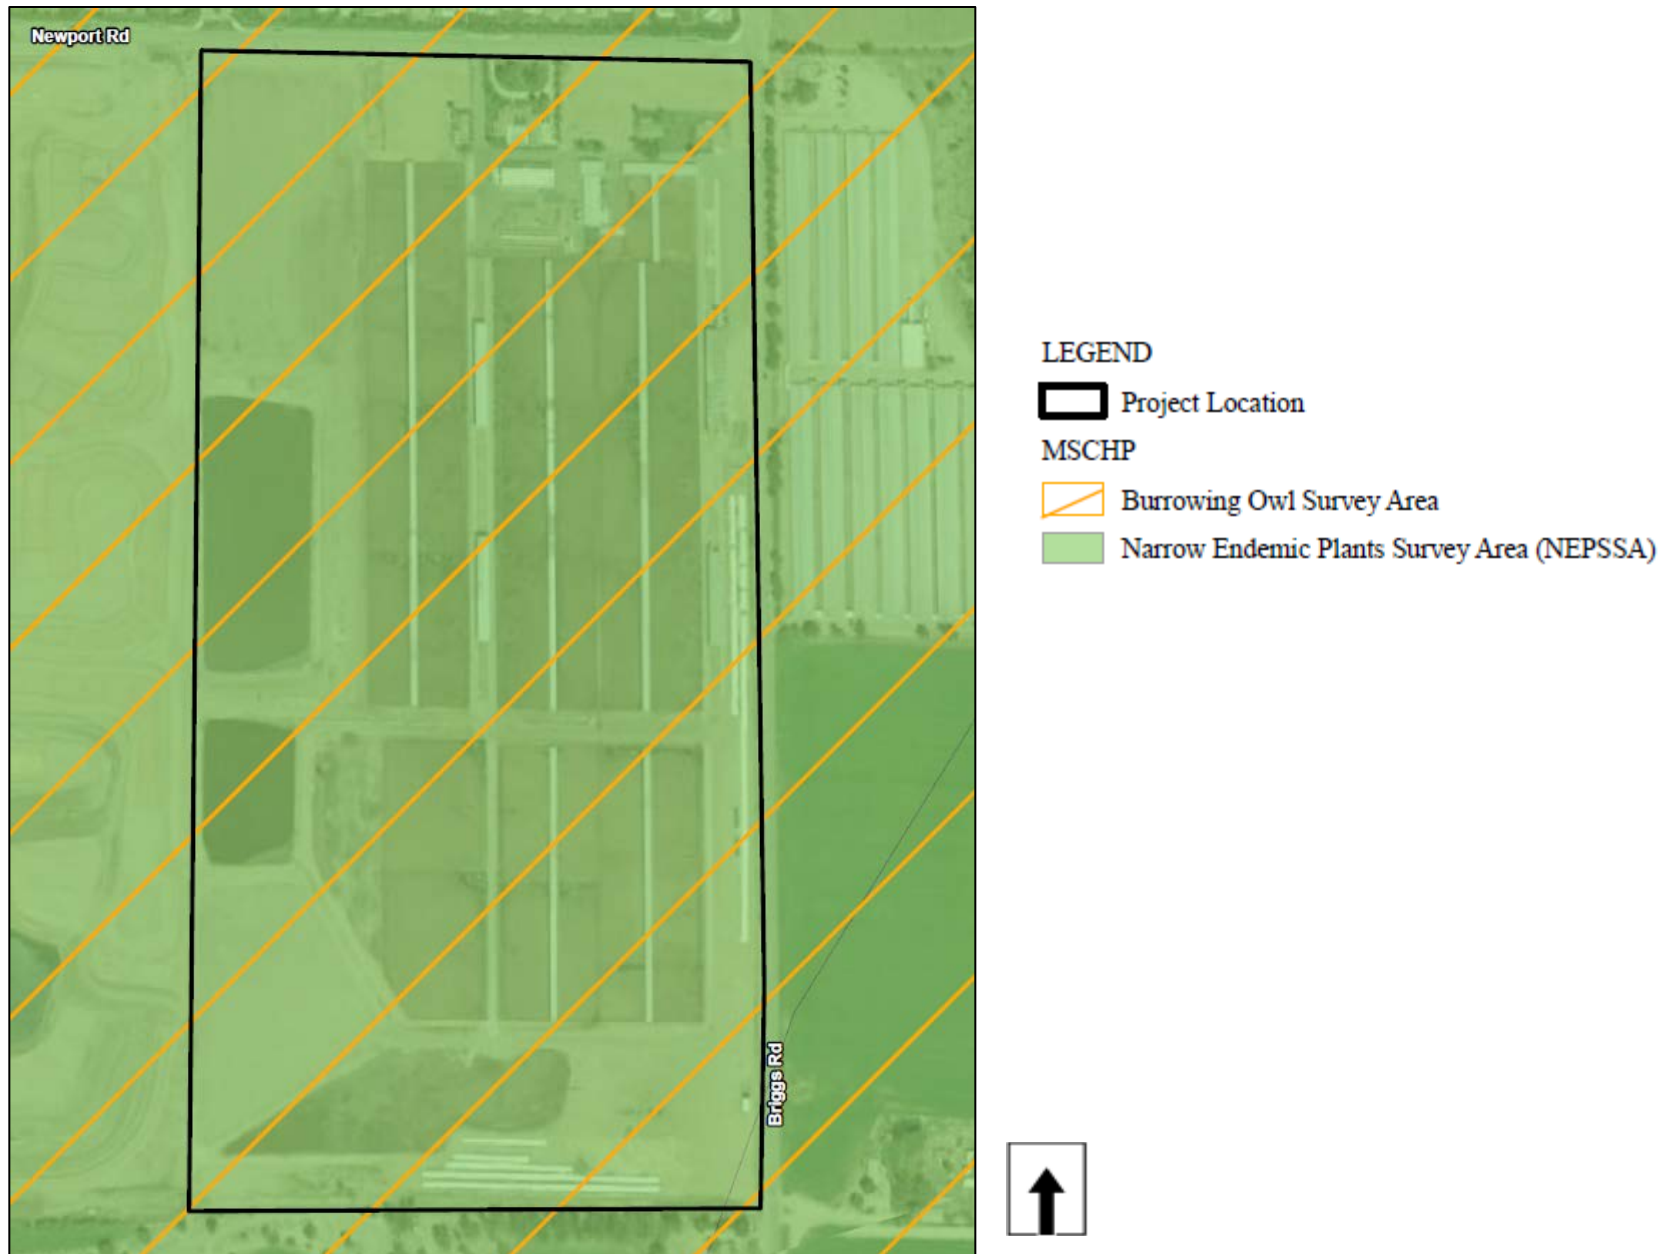 Newport Rd
LEGEND
Project Location
MSCHP
Burrowing Owl Survey Area
Narrow Endemic Plants Survey Area (NEPSSA)
Briggs Rd